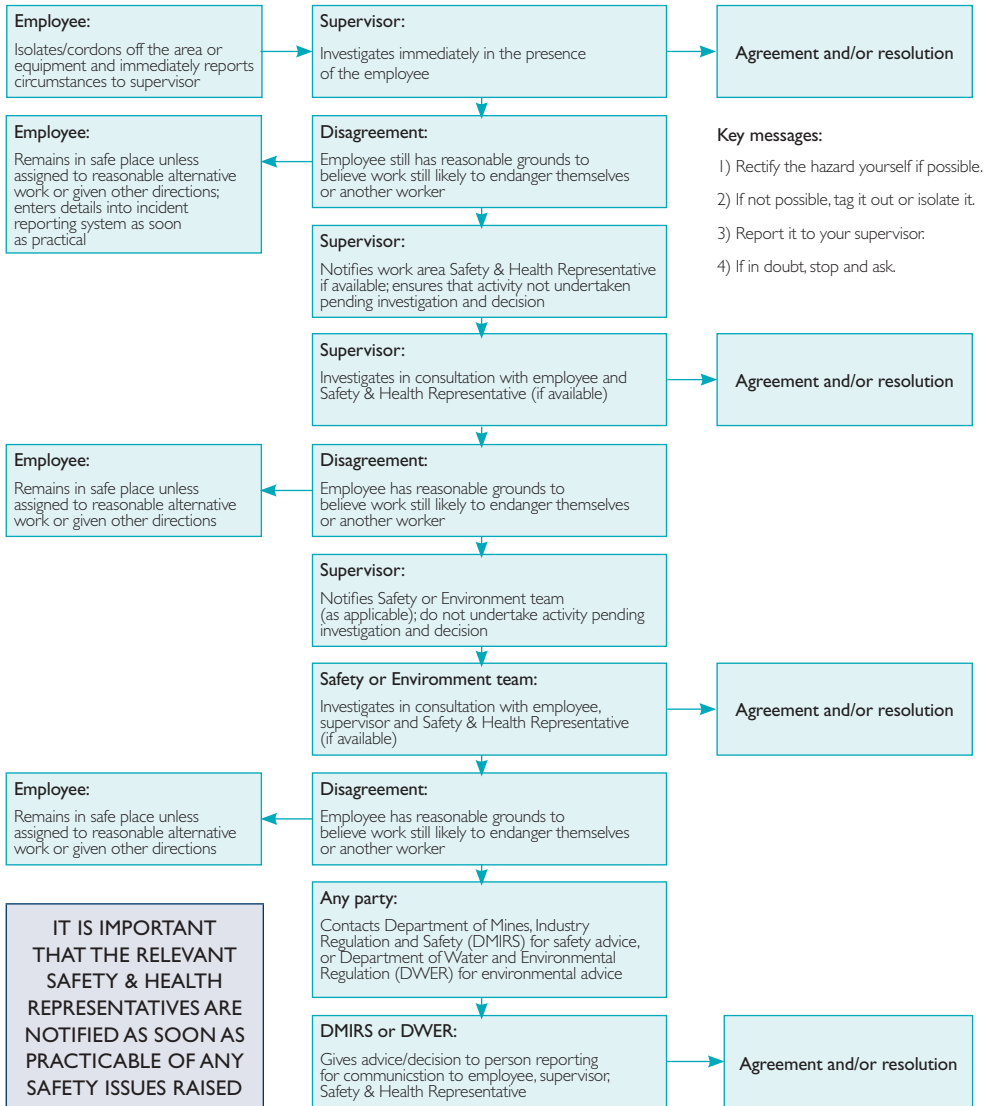 Employee:
Isolates/cordons off the area or
equipment and immediately reports
circumstances to supervisor
Supervisor:
Investigates immediately in the presence
of the employee
Agreement and/or resolution
Employee:
Remains in safe place unless
assigned to reasonable alternative
work or given other directions;
enters details into incident
reporting system as soon
as practical
Disagreement:
Employee still has reasonable grounds to
believe work still likely to endanger themselves
or another worker
Key messages:
1) Rectify the hazard yourself if possible.
2) If not possible, tag it out or isolate it.
3) Report it to your supervisor.
4) If in doubt, stop and ask.
Supervisor:
Notifies work area Safety & Health Representative
if available; ensures that activity not undertaken
pending investigation and decision
Supervisor:
Investigates in consultation with employee and
Safety & Health Representative (if available)
Agreement and/or resolution
Employee:
Remains in safe place unless
assigned to reasonable alternative
work or given other directions
Disagreement:
Employee has reasonable grounds to
believe work still likely to endanger themselves
or another worker
Supervisor:
Notifies Safety or Environment team
(as applicable); do not undertake activity pending
investigation and decision
Safety or Enviromment team:
Investigates in consultation with employee,
supervisor and Safety & Health Representative
(if available)
Agreement and/or resolution
Employee:
Remains in safe place unless
assigned to reasonable alternative
work or given other directions
Disagreement:
Employee has reasonable grounds to
believe work still likely to endanger themselves
or another worker
Any party:
Contacts Department of Mines, Industry
Regulation and Safety (DMIRS) for safety advice,
or Department of Water and Environmental
Regulation (DWER) for environmental advice
IT IS IMPORTANT
THAT THE RELEVANT
SAFETY & HEALTH
REPRESENTATIVES ARE
NOTIFIED AS SOON AS
PRACTICABLE OF ANY
SAFETY ISSUES RAISED
DMIRS or DWER:
Gives advice/decision to person reporting
for communicstion to employee, supervisor,
Safety & Health Representative
Agreement and/or resolution